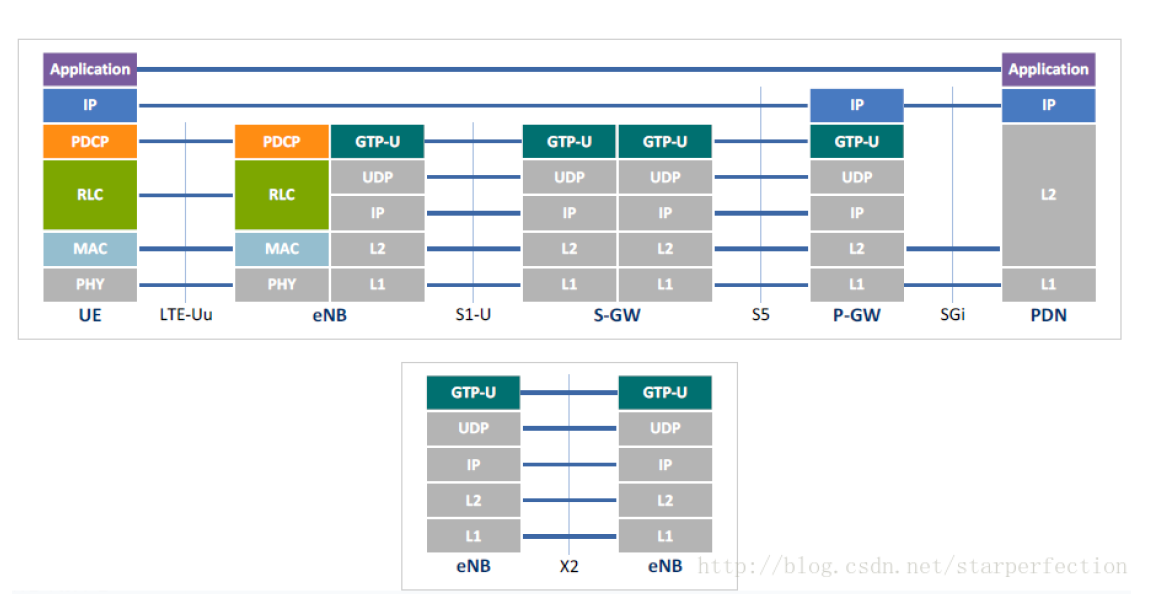 Application Application
IP IP IP
PDCP PDCP GTP-U GTP-U GTP-U GTP-U
RLC RLC UDP UDP UDP UDP L2
IP IP IP IP
MAC MAC L2 L2 L2 L2
PHY PHY L1 L1 L1 L1 L1
UE LTE-Uu eNB S1-U S-GW S5 P-GW SGi PDN
GTP-U GTP-U
UDP UDP
IP IP
L2 L2
L1 L1
eNB X2 eNB
http://blog.csdn.net/starperfection